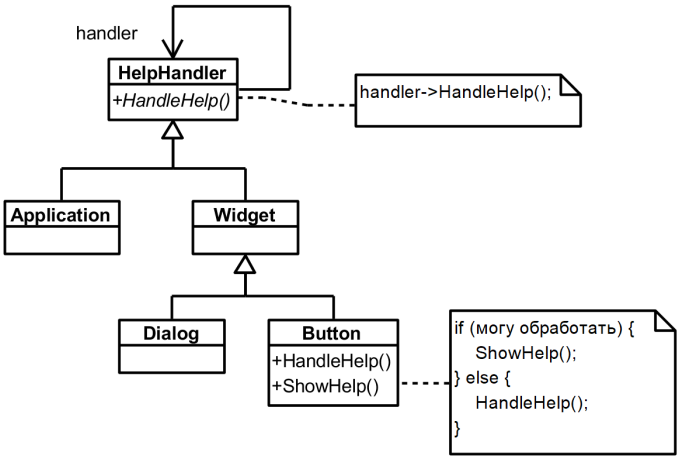 handler
HelpHandler
+HandleHelp()
handler->HandleHelp();
Application
Widget
Dialog
Button
+HandleHelp()
+ShowHelp()
if (могу обработать) {
ShowHelp();
} else {
HandleHelp();
}